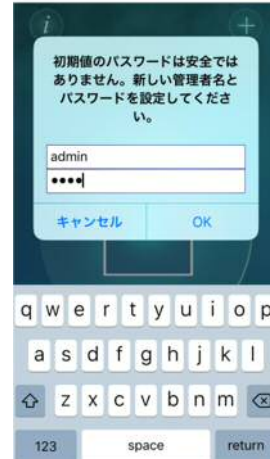 i +
初期値のパスワードは安全では
ありません。新しい管理者名と
パスワードを設定してくださ
い。
admin
••••
キャンセル OK
q w e r t y u i o p
a s d f g h j k l
z x c v b n m
123 space return